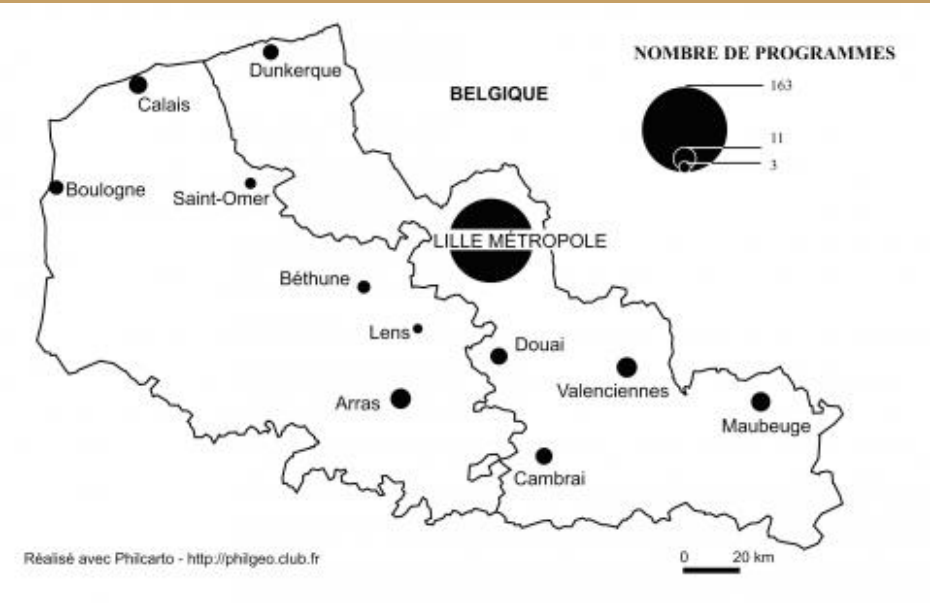 NOMBRE DE PROGRAMMES
163
11
3
BELGIQUE
Dunkerque
Calais
Boulogne
Saint-Omer
LILLE MÉTROPOLE
Béthune
Lens
Douai
Arras
Valenciennes
Maubeuge
Cambrai
Réalisé avec Philcarto - http://philgeo.club.fr
0 20 km